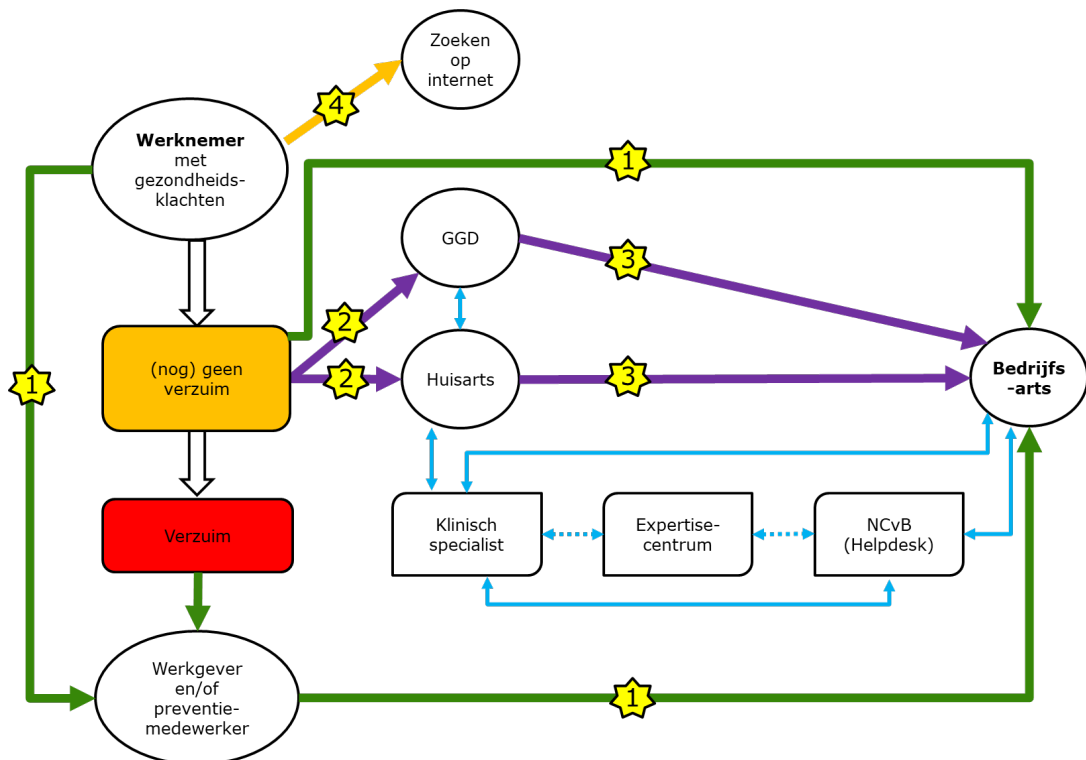 Zoeken
op
internet
4
Werknemer
met
gezondheids-
klachten
1
GGD
3
2
(nog) geen
verzuim
2
Huisarts
3
Bedrijfs
-arts
1
Verzuim
Klinisch
specialist
Expertise-
centrum
NCvB
(Helpdesk)
Werkgever
en/of
preventie-
medewerker
1